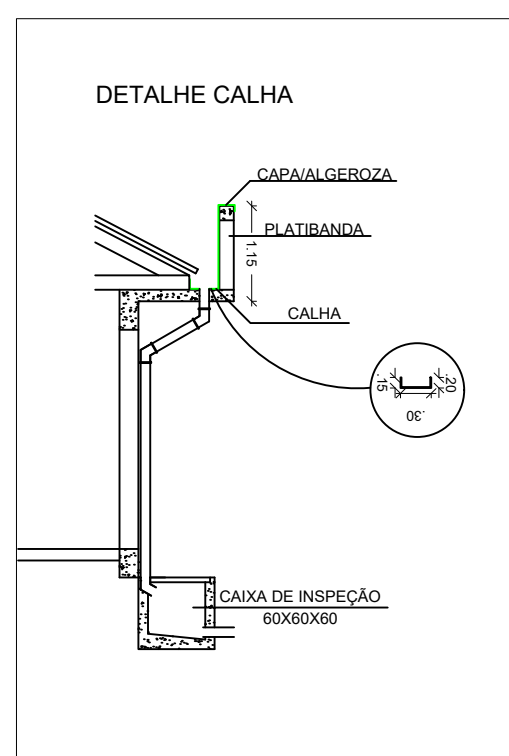 DETALHE CALHA
CAPA/ALGEROZA
PLATIBANDA
1.15
CALHA
.15
.20
.30
CAIXA DE INSPEÇÃO
60X60X60